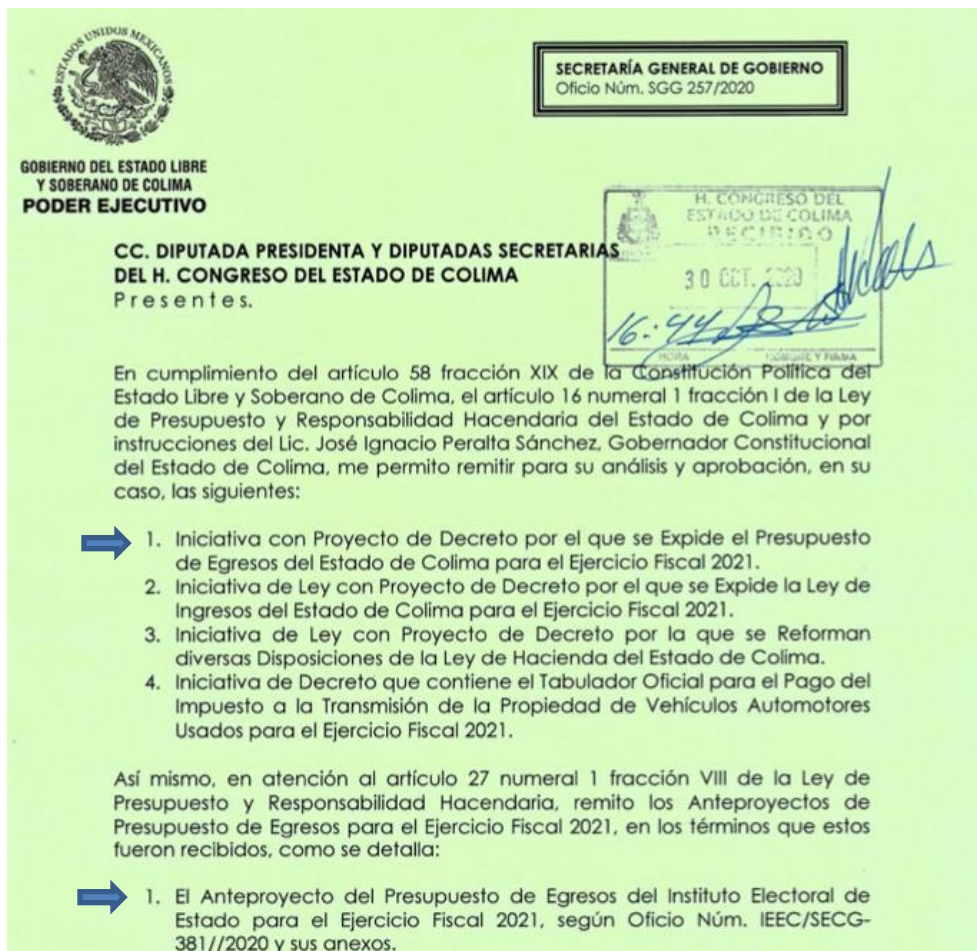 ESTADOS UNIDOS MEXICANOS
SECRETARÍA GENERAL DE GOBIERNO
Oficio Núm. SGG 257/2020
GOBIERNO DEL ESTADO LIBRE
Y SOBERANO DE COLIMA
PODER EJECUTIVO
H. CONGRESO DEL
ESTADO DE COLIMA
RECIBIDO
30 OCT. 2020
16:44
HORA NOMBRE Y FIRMA
CC. DIPUTADA PRESIDENTA Y DIPUTADAS SECRETARIAS
DEL H. CONGRESO DEL ESTADO DE COLIMA
P r e s e n t e s.
En cumplimiento del artículo 58 fracción XIX de la Constitución Política del
Estado Libre y Soberano de Colima, el artículo 16 numeral 1 fracción I de la Ley
de Presupuesto y Responsabilidad Hacendaria del Estado de Colima y por
instrucciones del Lic. José Ignacio Peralta Sánchez, Gobernador Constitucional
del Estado de Colima, me permito remitir para su análisis y aprobación, en su
caso, las siguientes:
1. Iniciativa con Proyecto de Decreto por el que se Expide el Presupuesto
de Egresos del Estado de Colima para el Ejercicio Fiscal 2021.
2. Iniciativa de Ley con Proyecto de Decreto por el que se Expide la Ley de
Ingresos del Estado de Colima para el Ejercicio Fiscal 2021.
3. Iniciativa de Ley con Proyecto de Decreto por la que se Reforman
diversas Disposiciones de la Ley de Hacienda del Estado de Colima.
4. Iniciativa de Decreto que contiene el Tabulador Oficial para el Pago del
Impuesto a la Transmisión de la Propiedad de Vehículos Automotores
Usados para el Ejercicio Fiscal 2021.
Así mismo, en atención al artículo 27 numeral 1 fracción VIII de la Ley de
Presupuesto y Responsabilidad Hacendaria, remito los Anteproyectos de
Presupuesto de Egresos para el Ejercicio Fiscal 2021, en los términos que estos
fueron recibidos, como se detalla:
1. El Anteproyecto del Presupuesto de Egresos del Instituto Electoral de
Estado para el Ejercicio Fiscal 2021, según Oficio Núm. IEEC/SECG-
381//2020 y sus anexos.